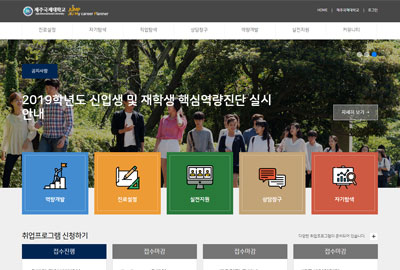 제주국제대학교
JUMP
3D My career Planner
HOME | 제주국제대학교 | 로그인
진로설정 자기탐색 직업탐색 상담창구 역량개발 실전지원 커뮤니티
공지사항
2019학년도 신입생 및 재학생 핵심역량진단 실시
안내
자세히 보기 →
역량개발 진로설정 실전지원 상담창구 자기탐색
취업프로그램 신청하기
다양한 취업프로그램이 준비되어 있습니다. +
접수진행 접수마감 접수마감 접수마감